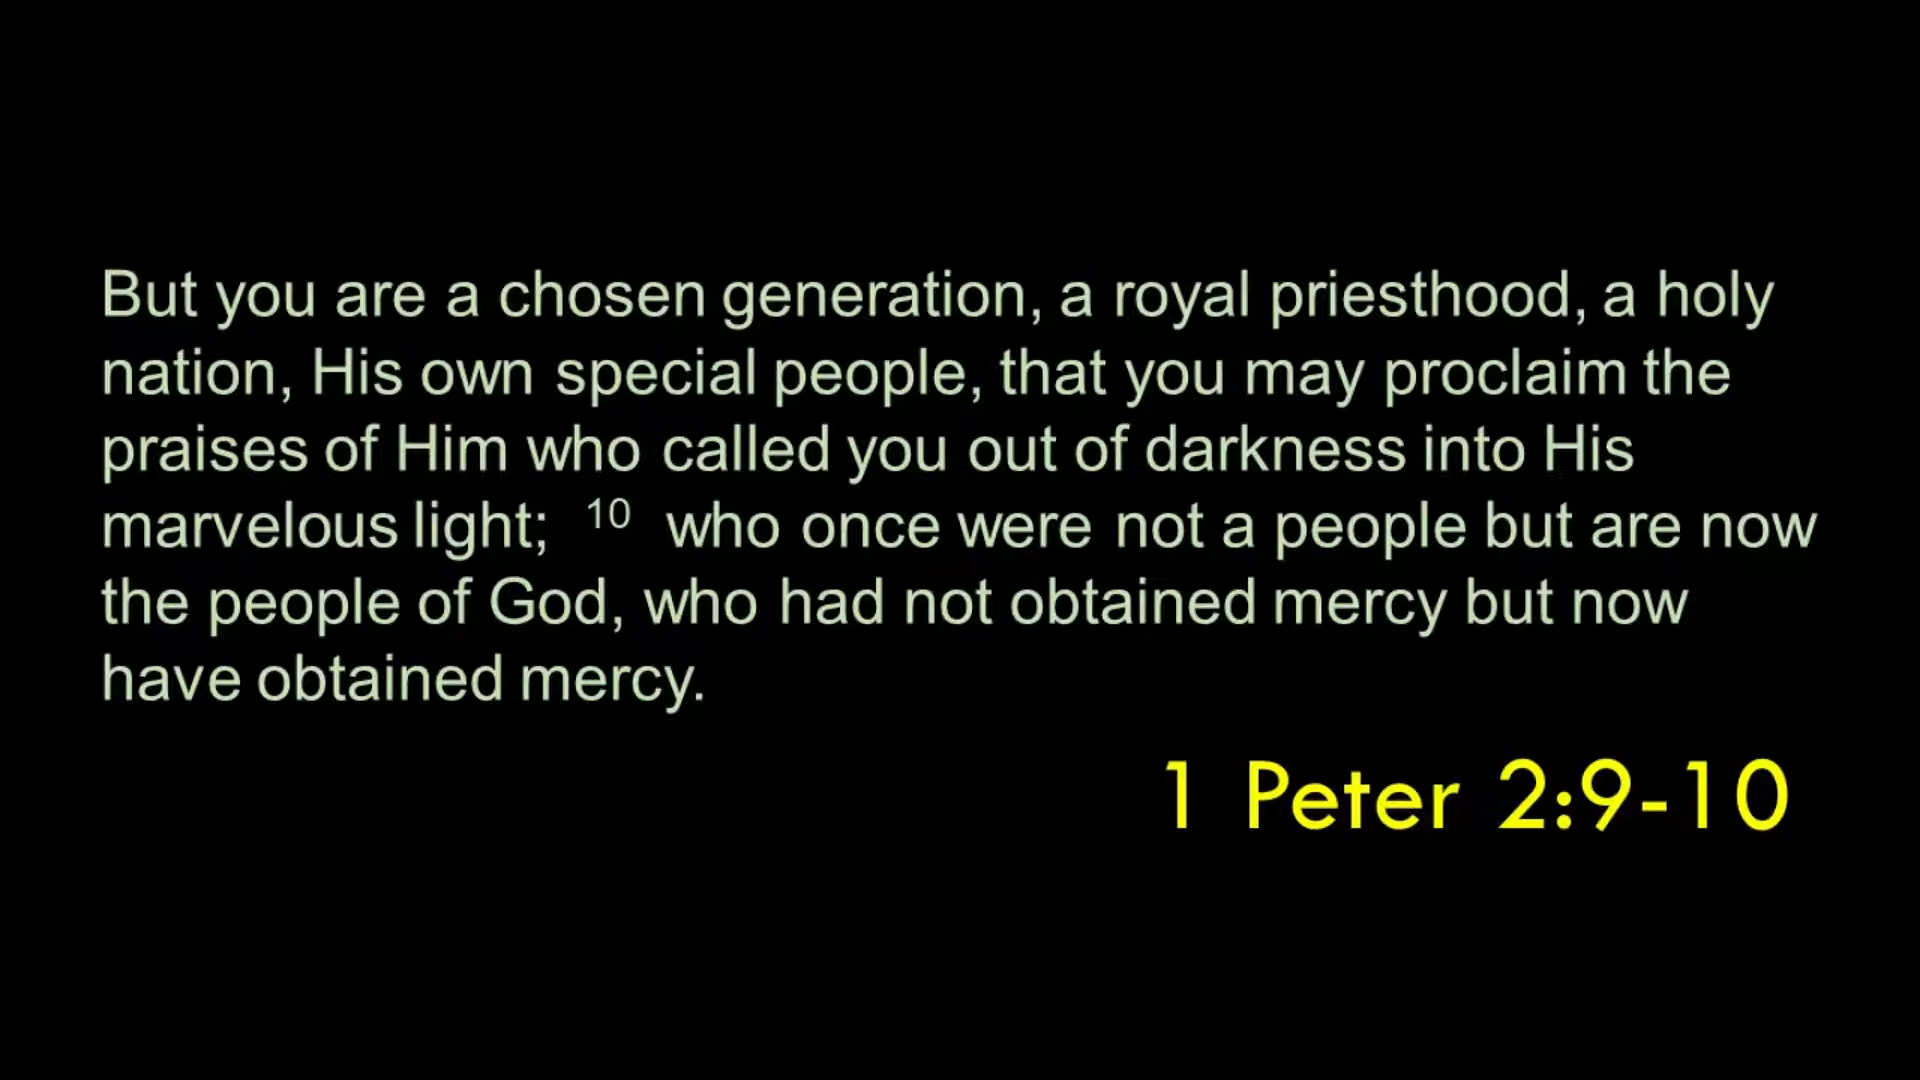 But you are a chosen generation, a royal priesthood, a holy
nation, His own special people, that you may proclaim the
praises of Him who called you out of darkness into His
marvelous light; 10 who once were not a people but are now
the people of God, who had not obtained mercy but now
have obtained mercy.
1 Peter 2:9-10